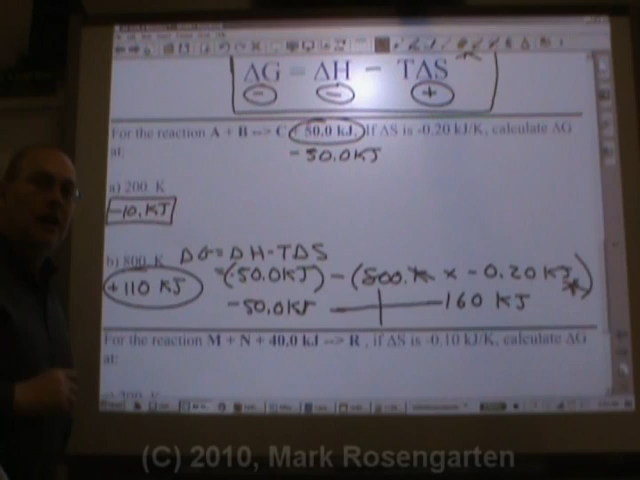 ΔG = ΔH − TΔS
− − +
For the reaction A + B --> C + 50.0 kJ, if ΔS is -0.20 kJ/K, calculate ΔG
-50.0KJ
at:
a) 200. K
-10. KJ
b) 800. K ΔG=ΔH-TΔS
+110 KJ =(50.0KJ) -(800.K x -0.20 KJ/K)
-50.0KJ 160 KJ
For the reaction M + N + 40.0 kJ --> R , if ΔS is -0.10 kJ/K, calculate ΔG
at:
(C) 2010, Mark Rosengarten